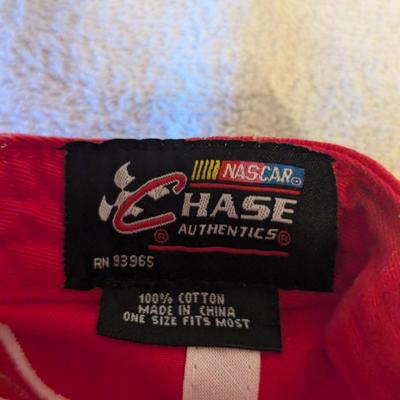 NASCAR®
CHASE
AUTHENTICS
® ®
RN 93965
100% COTTON
MADE IN CHINA
ONE SIZE FITS MOST